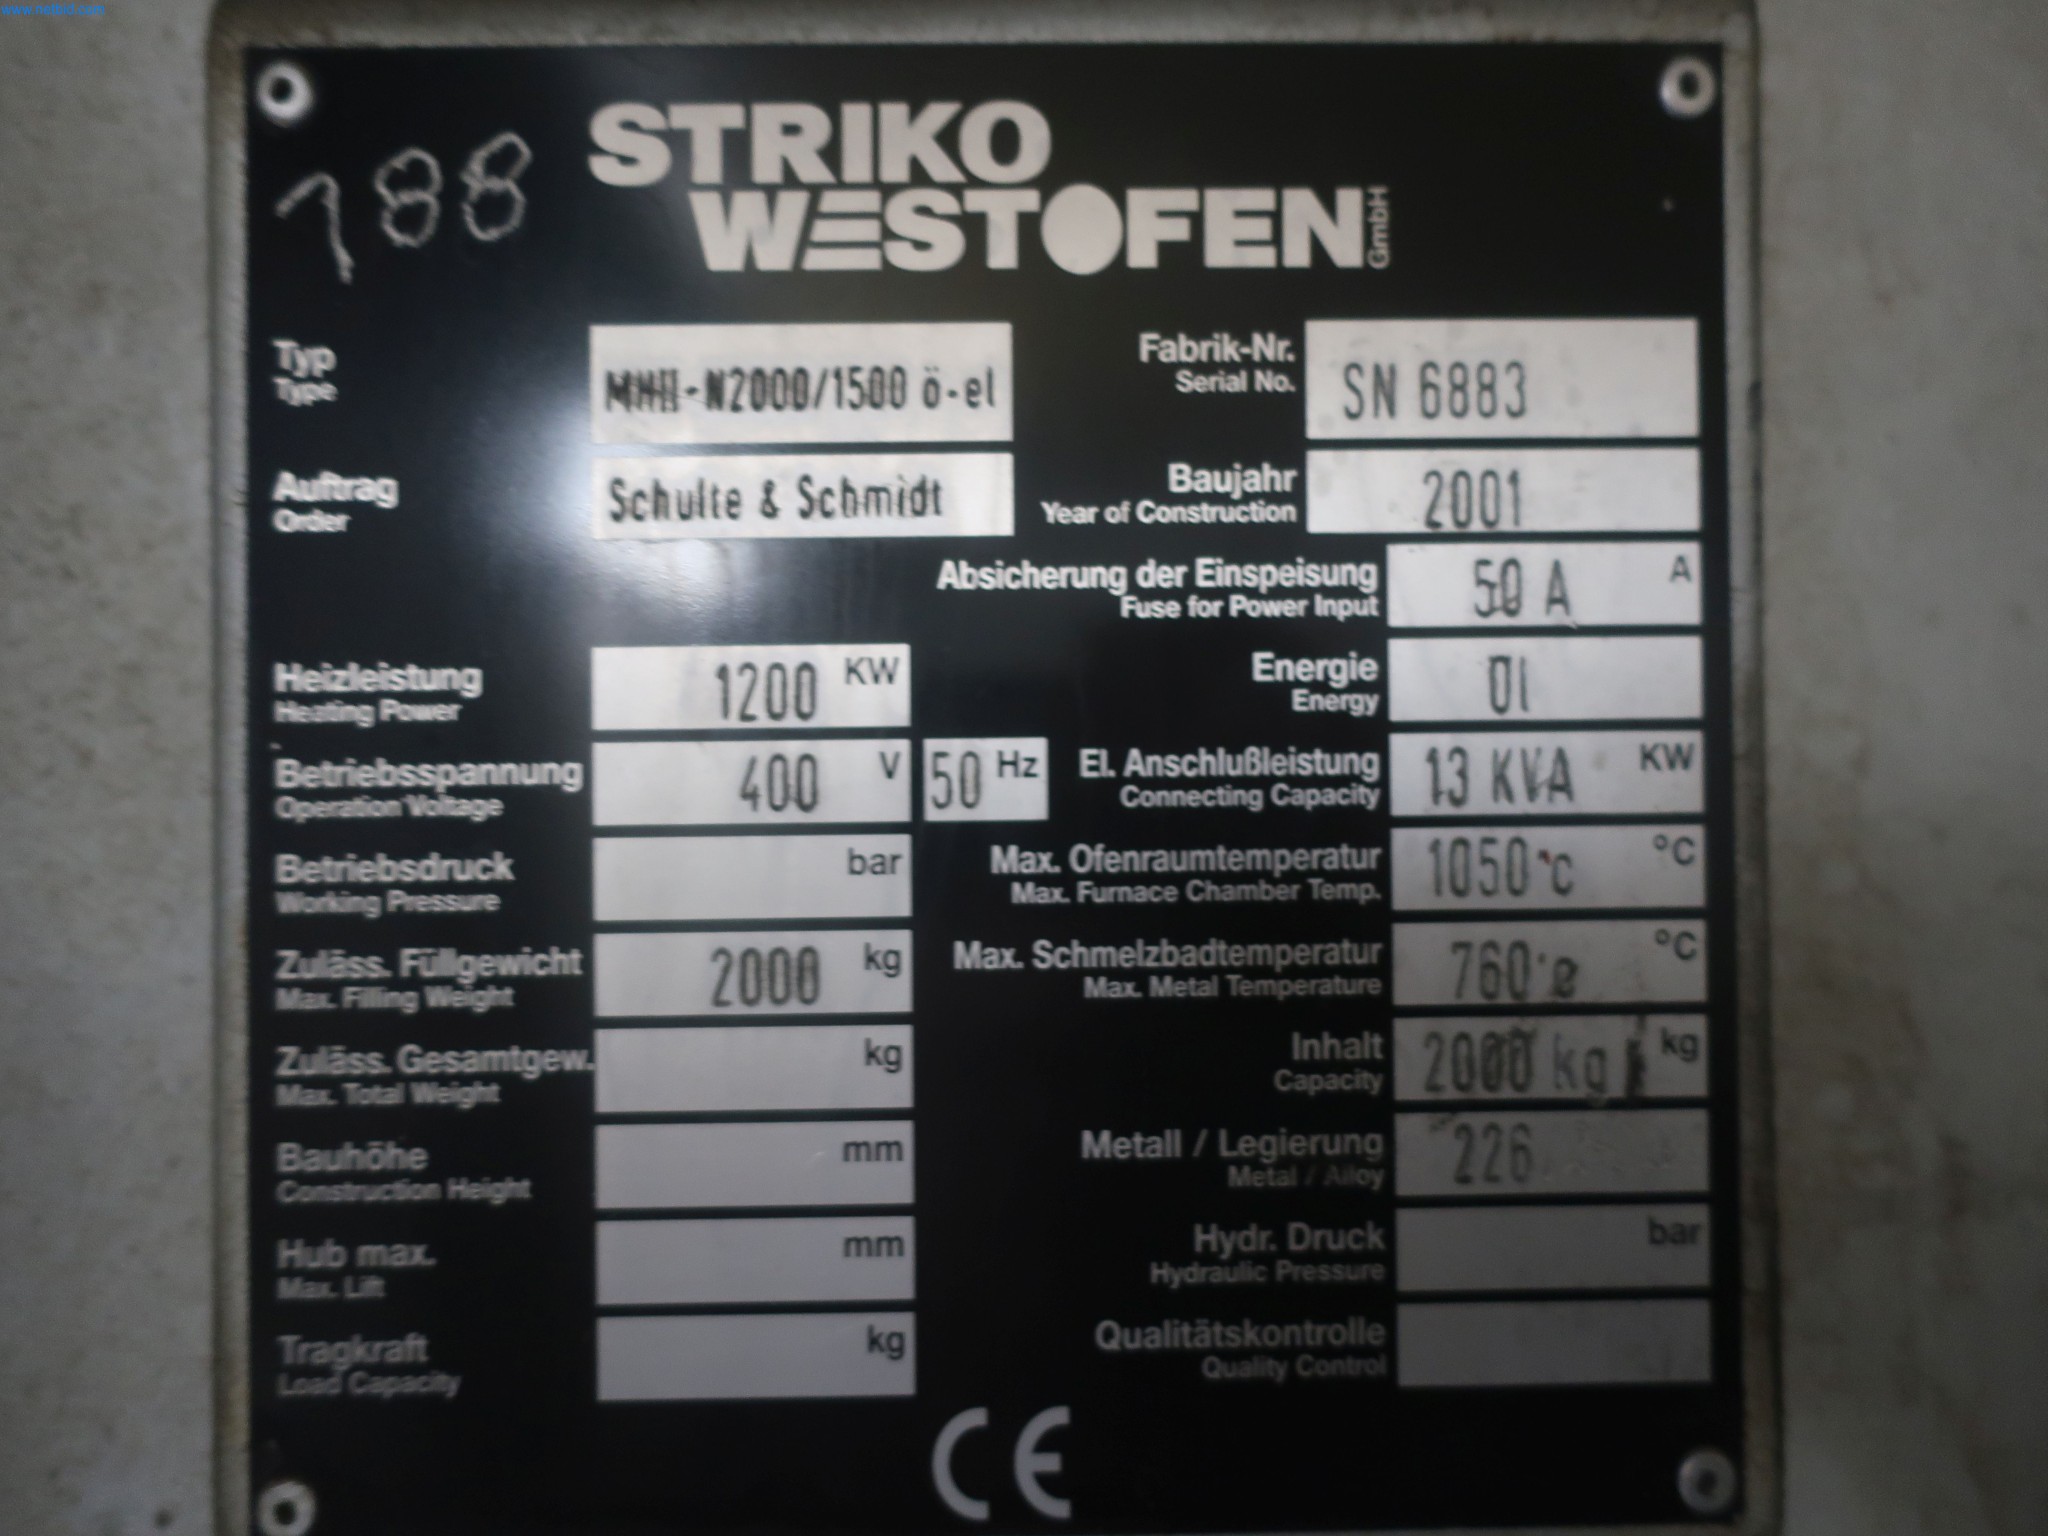 www.netbid.com
188
STRIKO
WESTOFEN GmbH
Typ
Type
MHII-N2000/1500 ö-el
Fabrik-Nr.
Serial No.
SN 6883
Auftrag
Order
Schulte & Schmidt
Baujahr
Year of Construction
2001
Absicherung der Einspeisung
Fuse for Power Input
50 A A
Heizleistung
Heating Power
1200 KW
Energie
Energy
Öl
Betriebsspannung
Operation Voltage
400 V
50 Hz
El. Anschlußleistung
Connecting Capacity
13 KVA KW
Betriebsdruck
Working Pressure
bar
Max. Ofenraumtemperatur
Max. Furnace Chamber Temp.
1050°C °C
Zuläss. Füllgewicht
Max. Filling Weight
2000 kg
Max. Schmelzbadtemperatur
Max. Metal Temperature
760 °C
Zuläss. Gesamtgew.
Max. Total Weight
kg
Inhalt
Capacity
2000 kg kg
Bauhöhe
Construction Height
mm
Metall / Legierung
Metal / Alloy
226
Hub max.
Max. Lift
mm
Hydr. Druck
Hydraulic Pressure
bar
Tragkraft
Load Capacity
kg
Qualitätskontrolle
Quality Control
CE